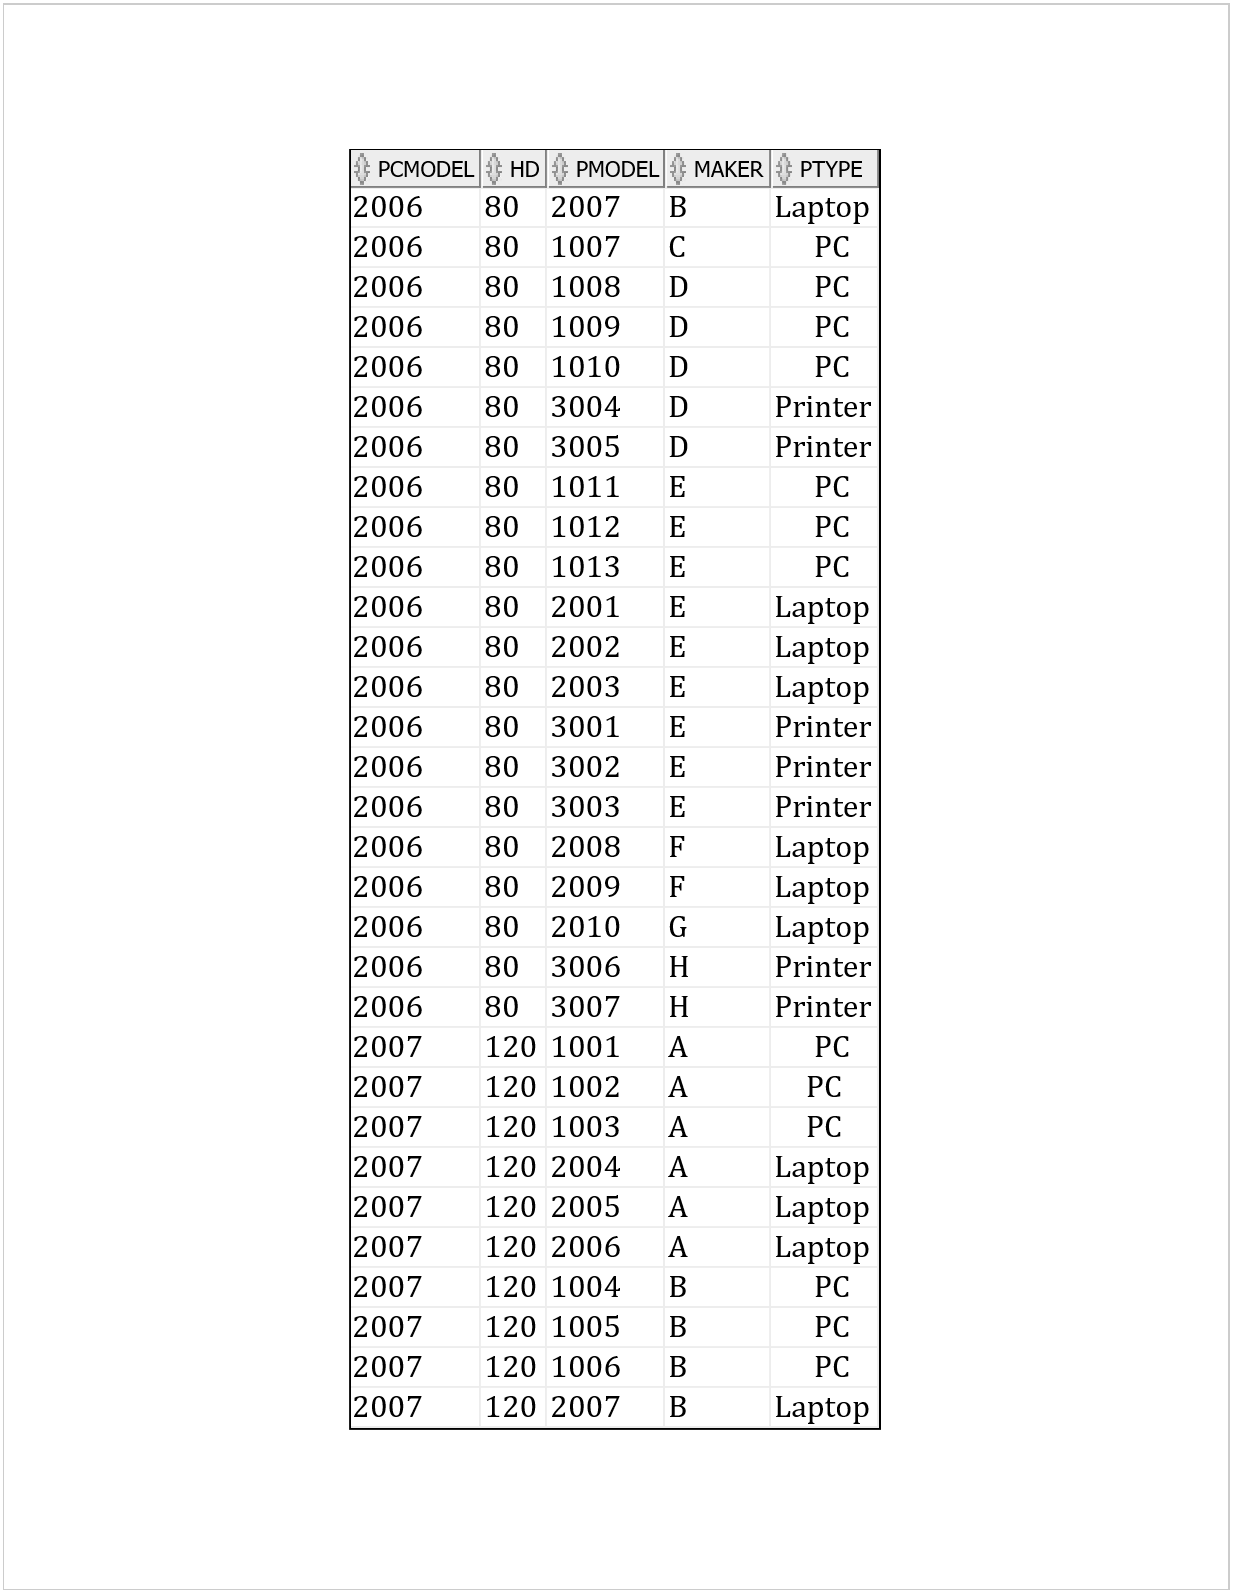 PCMODEL HD PMODEL MAKER PTYPE
2006 80 2007 B Laptop
2006 80 1007 C PC
2006 80 1008 D PC
2006 80 1009 D PC
2006 80 1010 D PC
2006 80 3004 D Printer
2006 80 3005 D Printer
2006 80 1011 E PC
2006 80 1012 E PC
2006 80 1013 E PC
2006 80 2001 E Laptop
2006 80 2002 E Laptop
2006 80 2003 E Laptop
2006 80 3001 E Printer
2006 80 3002 E Printer
2006 80 3003 E Printer
2006 80 2008 F Laptop
2006 80 2009 F Laptop
2006 80 2010 G Laptop
2006 80 3006 H Printer
2006 80 3007 H Printer
2007 120 1001 A PC
2007 120 1002 A PC
2007 120 1003 A PC
2007 120 2004 A Laptop
2007 120 2005 A Laptop
2007 120 2006 A Laptop
2007 120 1004 B PC
2007 120 1005 B PC
2007 120 1006 B PC
2007 120 2007 B Laptop